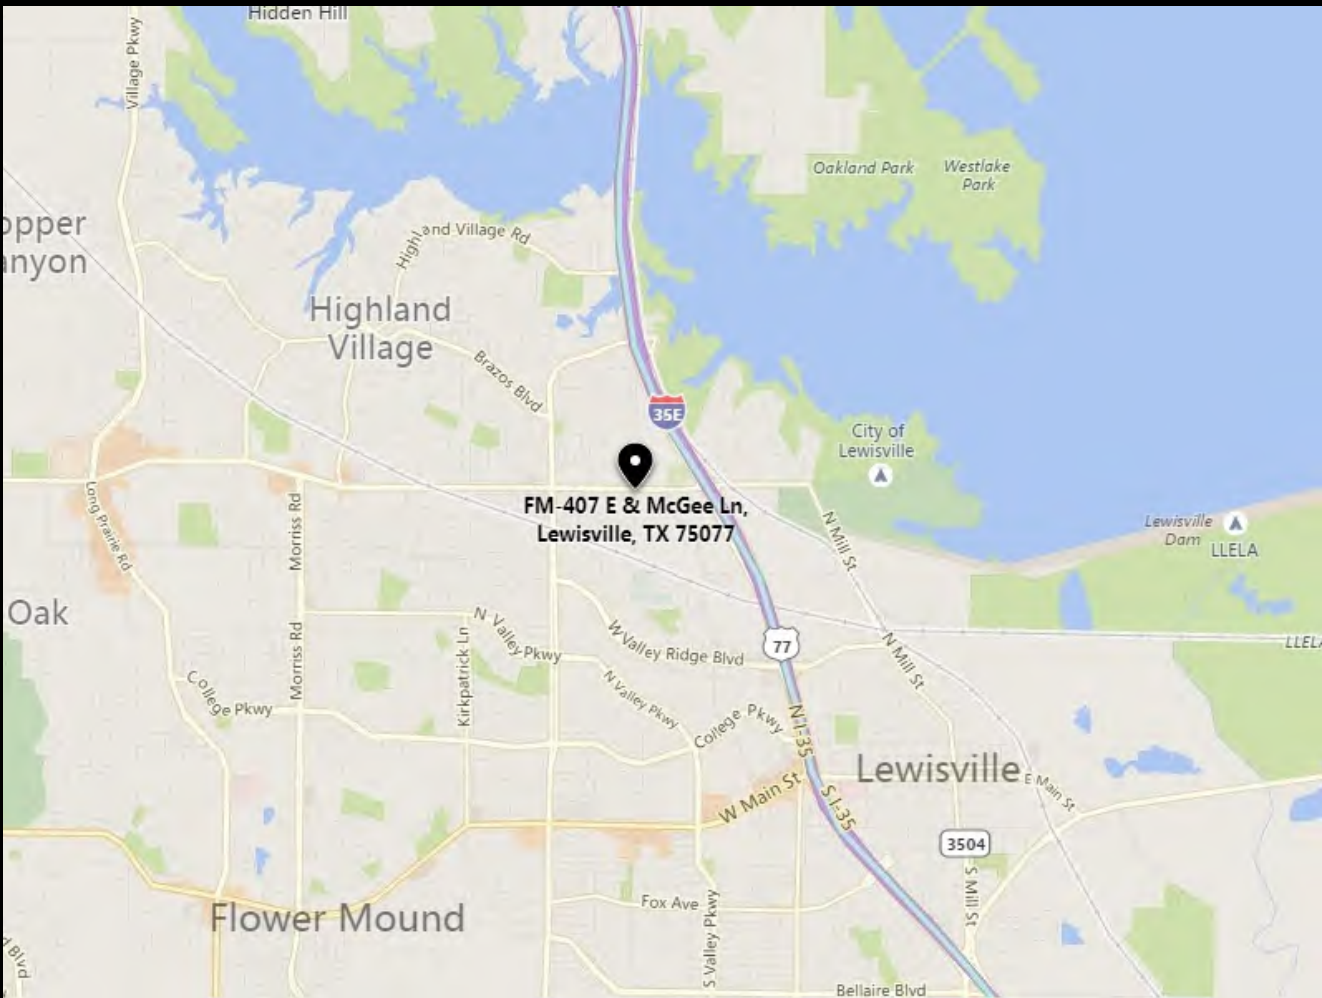 Hidden Hill
Village Pkwy
Oakland Park
Westlake
Park
opper
anyon
Highland Village Rd
Highland
Village
Brazos Blvd
35E
City of
Lewisville
FM-407 E & McGee Ln,
Lewisville, TX 75077
Long Prairie Rd
Morriss Rd
N Mill St
Lewisville
Dam
LLELA
Oak
N Valley Pkwy
W Valley Ridge Blvd
77
N Mill St
LLELA
Morriss Rd
Kirkpatrick Ln
College Pkwy
N Valley Pkwy
College Pkwy
N I-35
Lewisville
E Main St
W Main St
S I-35
3504
Flower Mound
Fox Ave
S Valley Pkwy
S Mill St
d Blvd
Bellaire Blvd